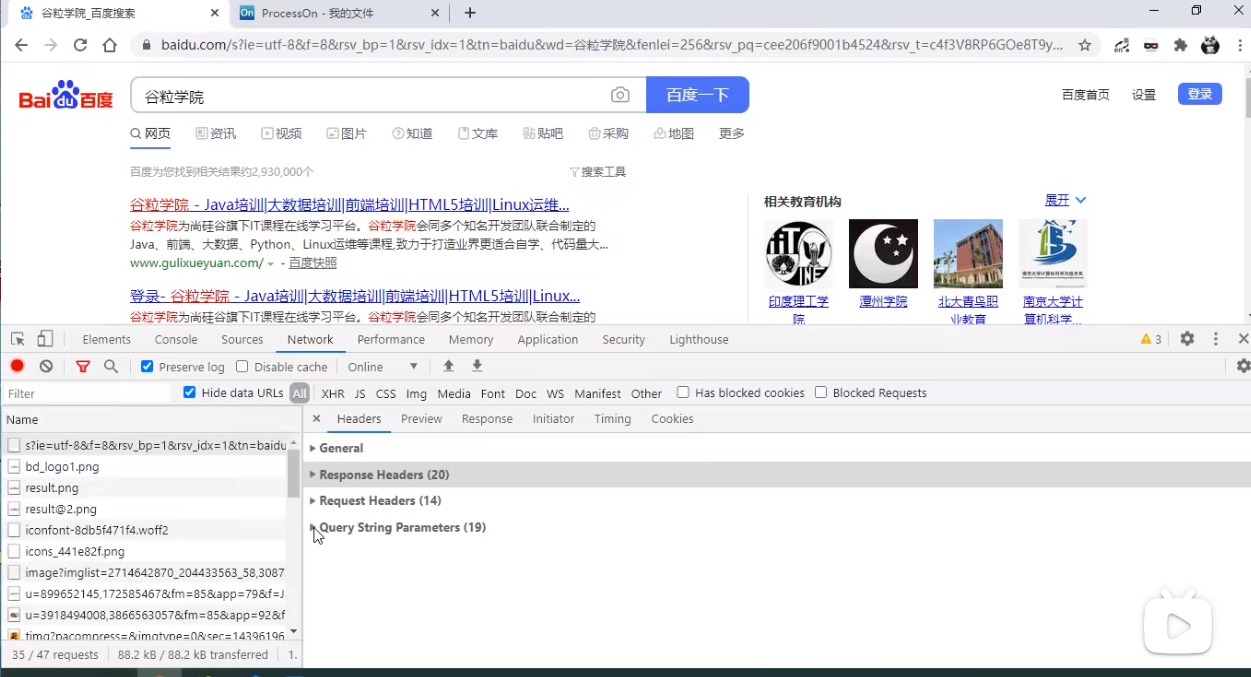 谷粒学院_百度搜索
ProcessOn - 我的文件
baidu.com/s?ie=utf-8&f=8&rsv_bp=1&rsv_idx=1&tn=baidu&wd=谷粒学院&fenlei=256&rsv_pq=cee206f9001b4524&rsv_t=c4f3V8RP6GOe8T9y...
Bai du 百度
谷粒学院
百度一下
百度首页 设置 登录
网页 资讯 视频 图片 知道 文库 贴吧 采购 地图 更多
百度为您找到相关结果约2,930,000个
搜索工具
谷粒学院 - Java培训|大数据培训|前端培训|HTML5培训|Linux运维...
谷粒学院为尚硅谷旗下IT课程在线学习平台。谷粒学院会同多个知名开发团队联合制定的
Java、前端、大数据、Python、Linux运维等课程,致力于打造业界更适合自学、代码量大...
www.gulixueyuan.com/ - 百度快照
登录- 谷粒学院 - Java培训|大数据培训|前端培训|HTML5培训|Linux...
谷粒学院为尚硅谷旗下IT课程在线学习平台。谷粒学院会同多个知名开发团队联合制定的
相关教育机构
展开
印度理工学院
潭州学院
北大青鸟职业教育
南京大学计算机科学...
Elements Console Sources Network Performance Memory Application Security Lighthouse
3
Preserve log Disable cache Online
Filter
Hide data URLs All XHR JS CSS Img Media Font Doc WS Manifest Other Has blocked cookies Blocked Requests
Name
Headers Preview Response Initiator Timing Cookies
s?ie=utf-8&f=8&rsv_bp=1&rsv_idx=1&tn=baidu
bd_logo1.png
result.png
result@2.png
iconfont-8db5f471f4.woff2
icons_441e82f.png
image?imglist=2714642870_204433563_58,3087
u=899652145,172585467&fm=85&app=79&f=J
u=3918494008,3866563057&fm=85&app=92&f
timg?pacompress=&imgtype=0&sec=14396196
General
Response Headers (20)
Request Headers (14)
Query String Parameters (19)
35 / 47 requests
88.2 kB / 88.2 kB transferred
1.